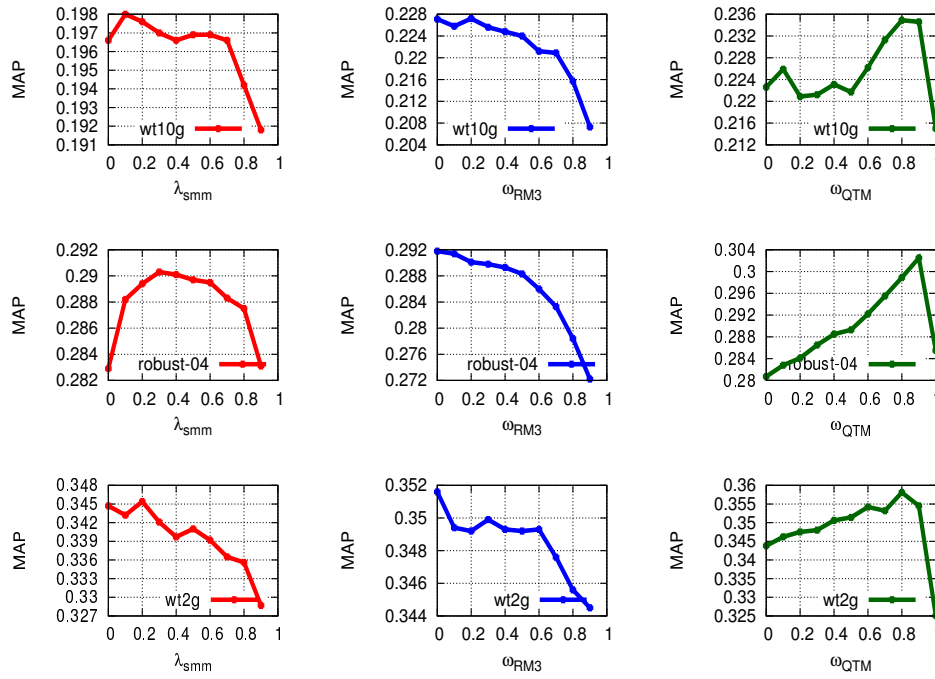 0.198
0.197
0.196
0.195
0.194
0.193
0.192
0.191
MAP
wt10g
0 0.2 0.4 0.6 0.8 1
λsmm
0.228
0.224
0.22
0.216
0.212
0.208
0.204
MAP
wt10g
0 0.2 0.4 0.6 0.8 1
ωRM3
0.236
0.232
0.228
0.224
0.22
0.216
0.212
MAP
wt10g
0 0.2 0.4 0.6 0.8 1
ωQTM
0.292
0.29
0.288
0.286
0.284
0.282
MAP
robust-04
0 0.2 0.4 0.6 0.8 1
λsmm
0.292
0.288
0.284
0.28
0.276
0.272
MAP
robust-04
0 0.2 0.4 0.6 0.8 1
ωRM3
0.304
0.3
0.296
0.292
0.288
0.284
0.28
MAP
robust-04
0 0.2 0.4 0.6 0.8 1
ωQTM
0.348
0.345
0.342
0.339
0.336
0.333
0.33
0.327
MAP
wt2g
0 0.2 0.4 0.6 0.8 1
λsmm
0.352
0.35
0.348
0.346
0.344
MAP
wt2g
0 0.2 0.4 0.6 0.8 1
ωRM3
0.36
0.355
0.35
0.345
0.34
0.335
0.33
0.325
MAP
wt2g
0 0.2 0.4 0.6 0.8 1
ωQTM